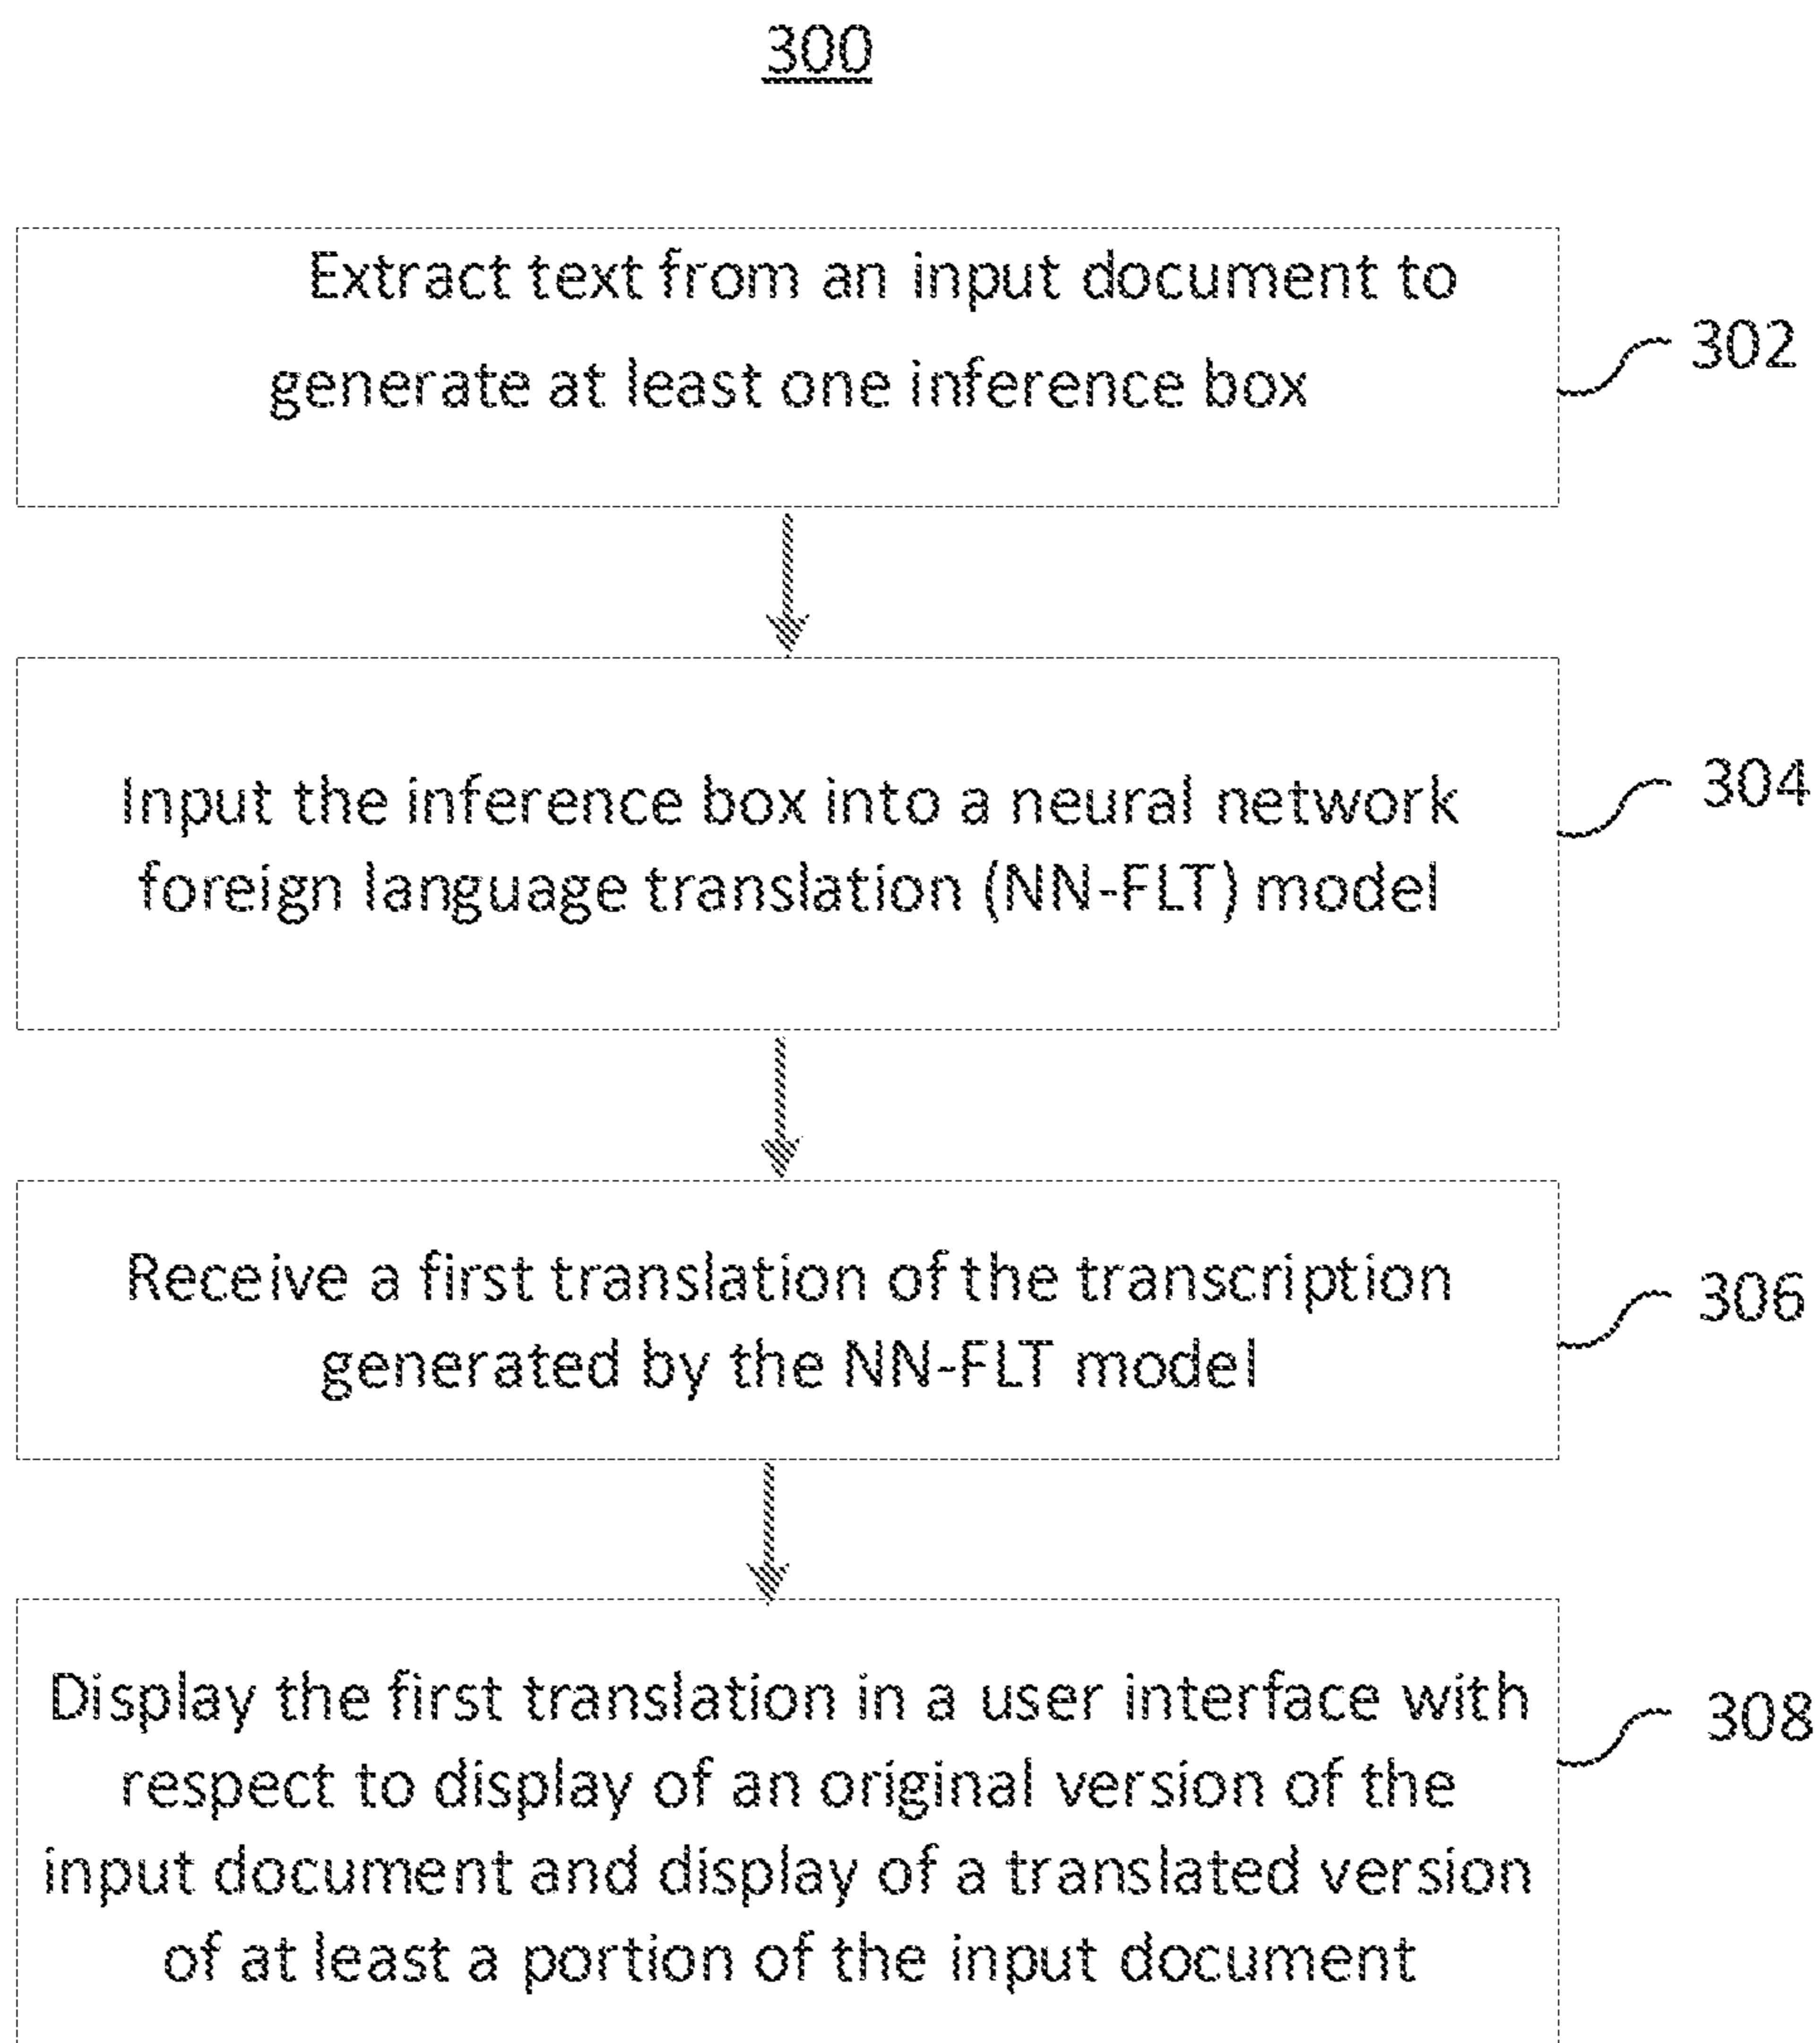 300
Extract text from an input document to
generate at least one inference box
302
Input the inference box into a neural network
foreign language translation (NN-FLT) model
304
Receive a first translation of the transcription
generated by the NN-FLT model
306
Display the first translation in a user interface with
respect to display of an original version of the
input document and display of a translated version
of at least a portion of the input document
308